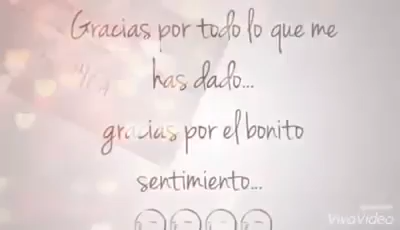 Gracias por todo lo que me
has dado...
gracias por el bonito
sentimiento...
VivaVideo